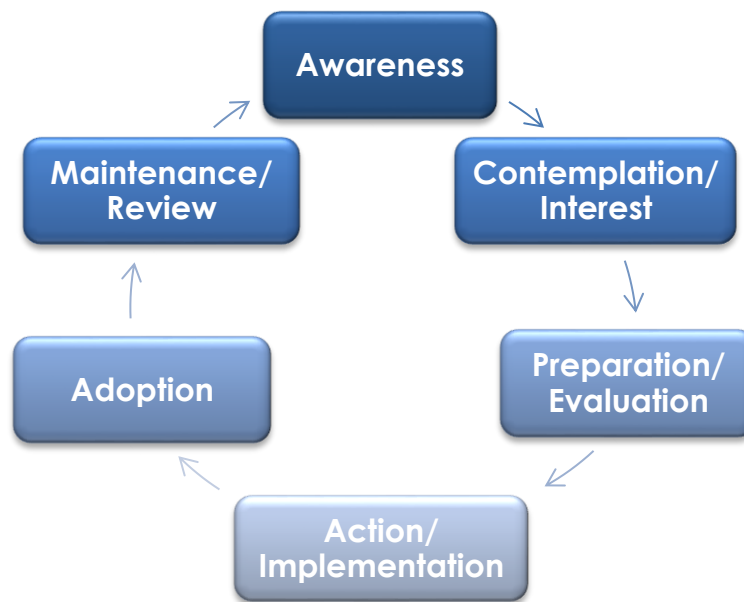 Awareness
Contemplation/
Interest
Preparation/
Evaluation
Action/
Implementation
Adoption
Maintenance/
Review